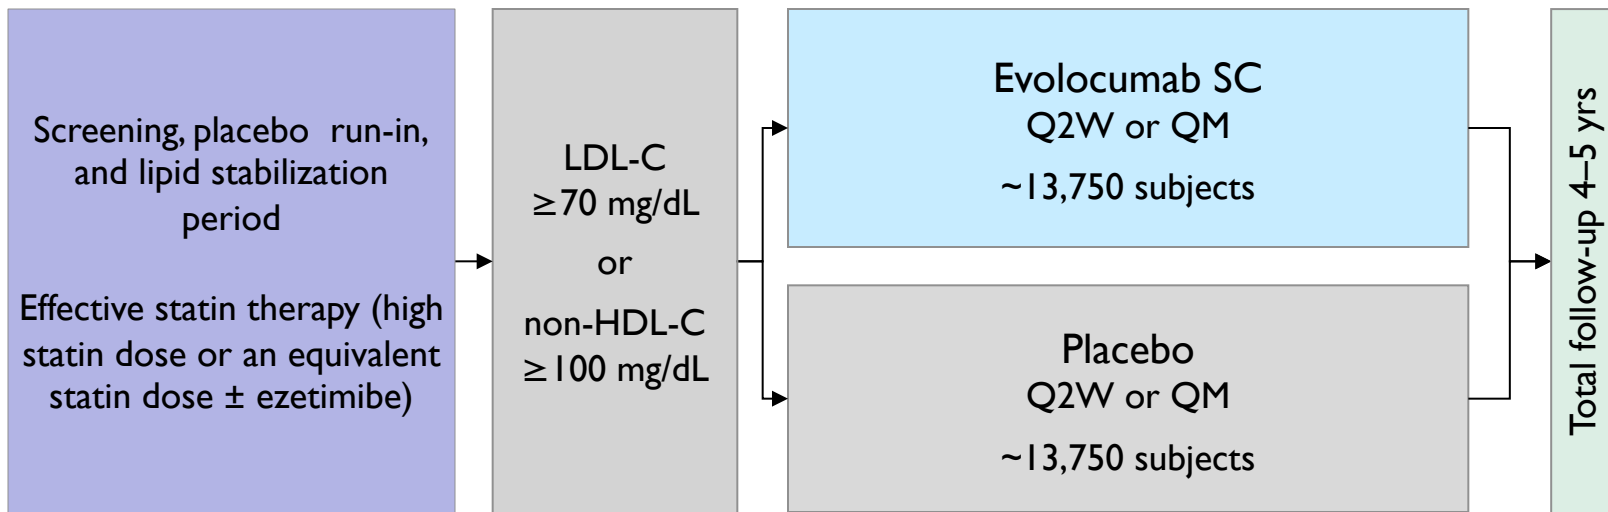 Screening, placebo run-in,
and lipid stabilization
period
Effective statin therapy (high
statin dose or an equivalent
statin dose ± ezetimibe)
LDL-C
≥70 mg/dL
or
non-HDL-C
≥100 mg/dL
Evolocumab SC
Q2W or QM
~13,750 subjects
Placebo
Q2W or QM
~13,750 subjects
Total follow-up 4–5 yrs